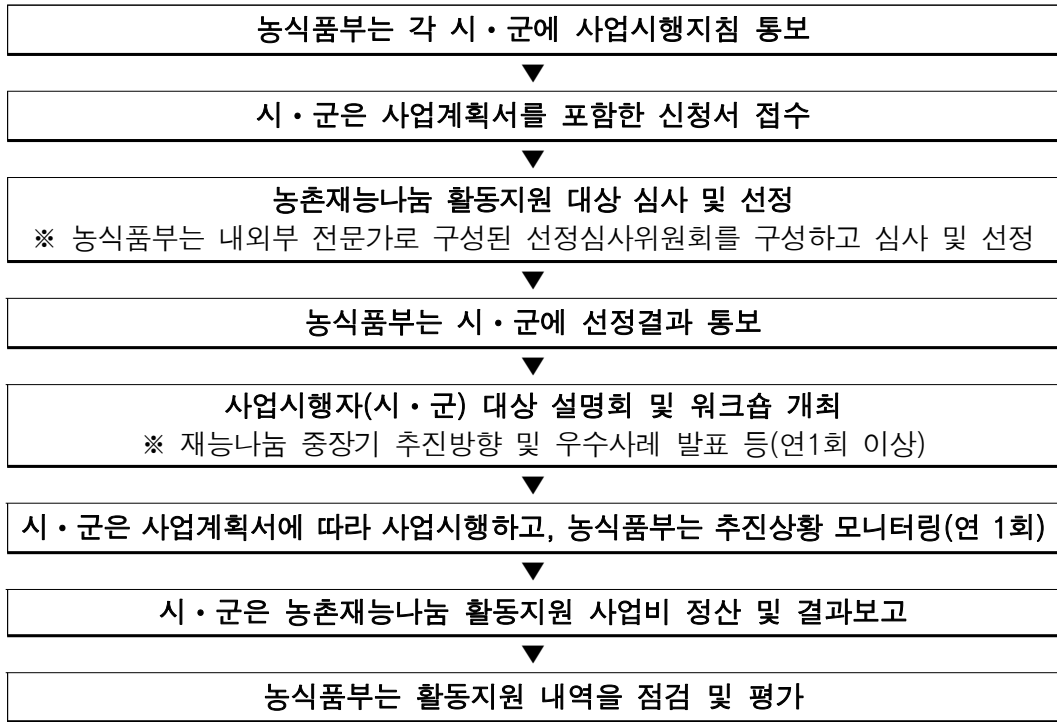 농식품부는 각 시・군에 사업시행지침 통보
▼
시・군은 사업계획서를 포함한 신청서 접수
▼
농촌재능나눔 활동지원 대상 심사 및 선정
※ 농식품부는 내외부 전문가로 구성된 선정심사위원회를 구성하고 심사 및 선정
▼
농식품부는 시・군에 선정결과 통보
▼
사업시행자(시・군) 대상 설명회 및 워크숍 개최
※ 재능나눔 중장기 추진방향 및 우수사례 발표 등(연1회 이상)
▼
시・군은 사업계획서에 따라 사업시행하고, 농식품부는 추진상황 모니터링(연 1회)
▼
시・군은 농촌재능나눔 활동지원 사업비 정산 및 결과보고
▼
농식품부는 활동지원 내역을 점검 및 평가